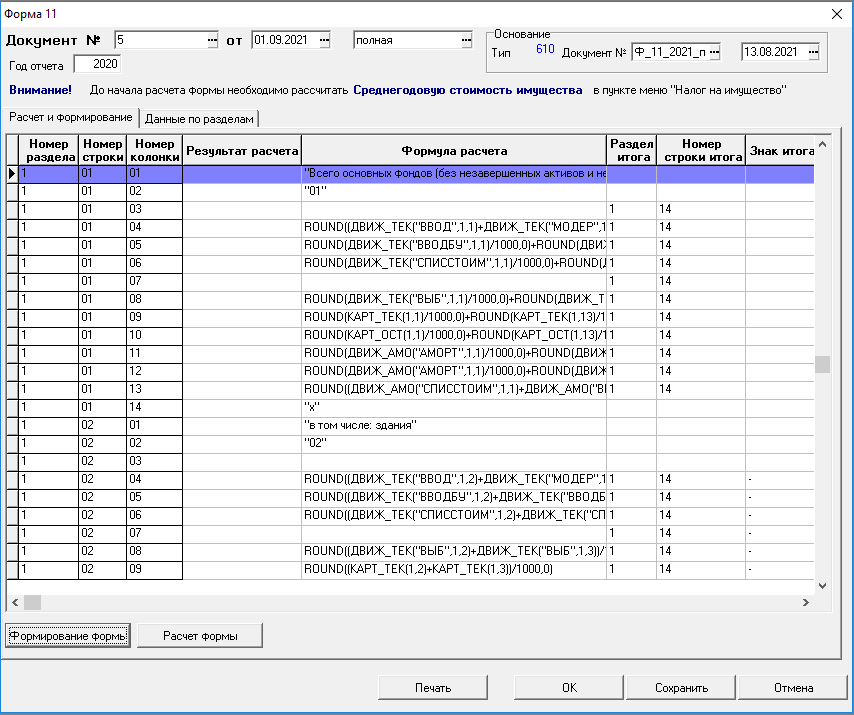 Форма 11
Документ № 5 ... от 01.09.2021 ... полная ...
Основание
Тип 610 Документ № Ф_11_2021_п ... 13.08.2021 ...
Год отчета 2020
Внимание! До начала расчета формы необходимо рассчитать Среднегодовую стоимость имущества в пункте меню "Налог на имущество"
Расчет и формирование Данные по разделам
Номер раздела Номер строки Номер колонки Результат расчета Формула расчета Раздел итога Номер строки итога Знак итога
1 01 01 "Всего основных фондов (без незавершенных активов и не
1 01 02 "01"
1 01 03 1 14
1 01 04 ROUND((ДВИЖ_ТЕК("ВВОД",1,1)+ДВИЖ_ТЕК("МОДЕР",1 1 14
1 01 05 ROUND(ДВИЖ_ТЕК("ВВОДБУ",1,1)/1000,0)+ROUND(ДВИЖ 1 14
1 01 06 ROUND(ДВИЖ_ТЕК("СПИССТОИМ",1,1)/1000,0)+ROUND(Д 1 14
1 01 07 1 14
1 01 08 ROUND(ДВИЖ_ТЕК("ВЫБ",1,1)/1000,0)+ROUND(ДВИЖ_Т 1 14
1 01 09 ROUND(КАРТ_ТЕК(1,1)/1000,0)+ROUND(КАРТ_ТЕК(1,13)/1 1 14
1 01 10 ROUND(КАРТ_ОСТ(1,1)/1000,0)+ROUND(КАРТ_ОСТ(1,13)/1 1 14
1 01 11 ROUND(ДВИЖ_АМО("АМОРТ",1,1)/1000,0)+ROUND(ДВИЖ 1 14
1 01 12 ROUND(ДВИЖ_АМО("АМОРТ",1,1)/1000,0)+ROUND(ДВИЖ 1 14
1 01 13 ROUND((ДВИЖ_АМО("СПИССТОИМ",1,1)+ДВИЖ_АМО("ВЫ 1 14
1 01 14 "х"
1 02 01 "в том числе: здания"
1 02 02 "02"
1 02 03
1 02 04 ROUND((ДВИЖ_ТЕК("ВВОД",1,2)+ДВИЖ_ТЕК("МОДЕР",1 1 14 -
1 02 05 ROUND((ДВИЖ_ТЕК("ВВОДБУ",1,2)+ДВИЖ_ТЕК("ВВОДБ 1 14 -
1 02 06 ROUND((ДВИЖ_ТЕК("СПИССТОИМ",1,2)+ДВИЖ_ТЕК("СП 1 14 -
1 02 07 1 14 -
1 02 08 ROUND((ДВИЖ_ТЕК("ВЫБ",1,2)+ДВИЖ_ТЕК("ВЫБ",1,3))/1 1 14 -
1 02 09 ROUND((КАРТ_ТЕК(1,2)+КАРТ_ТЕК(1,3))/1000,0) 1 14 -
Формирование формы Расчет формы
Печать ОК Сохранить Отмена